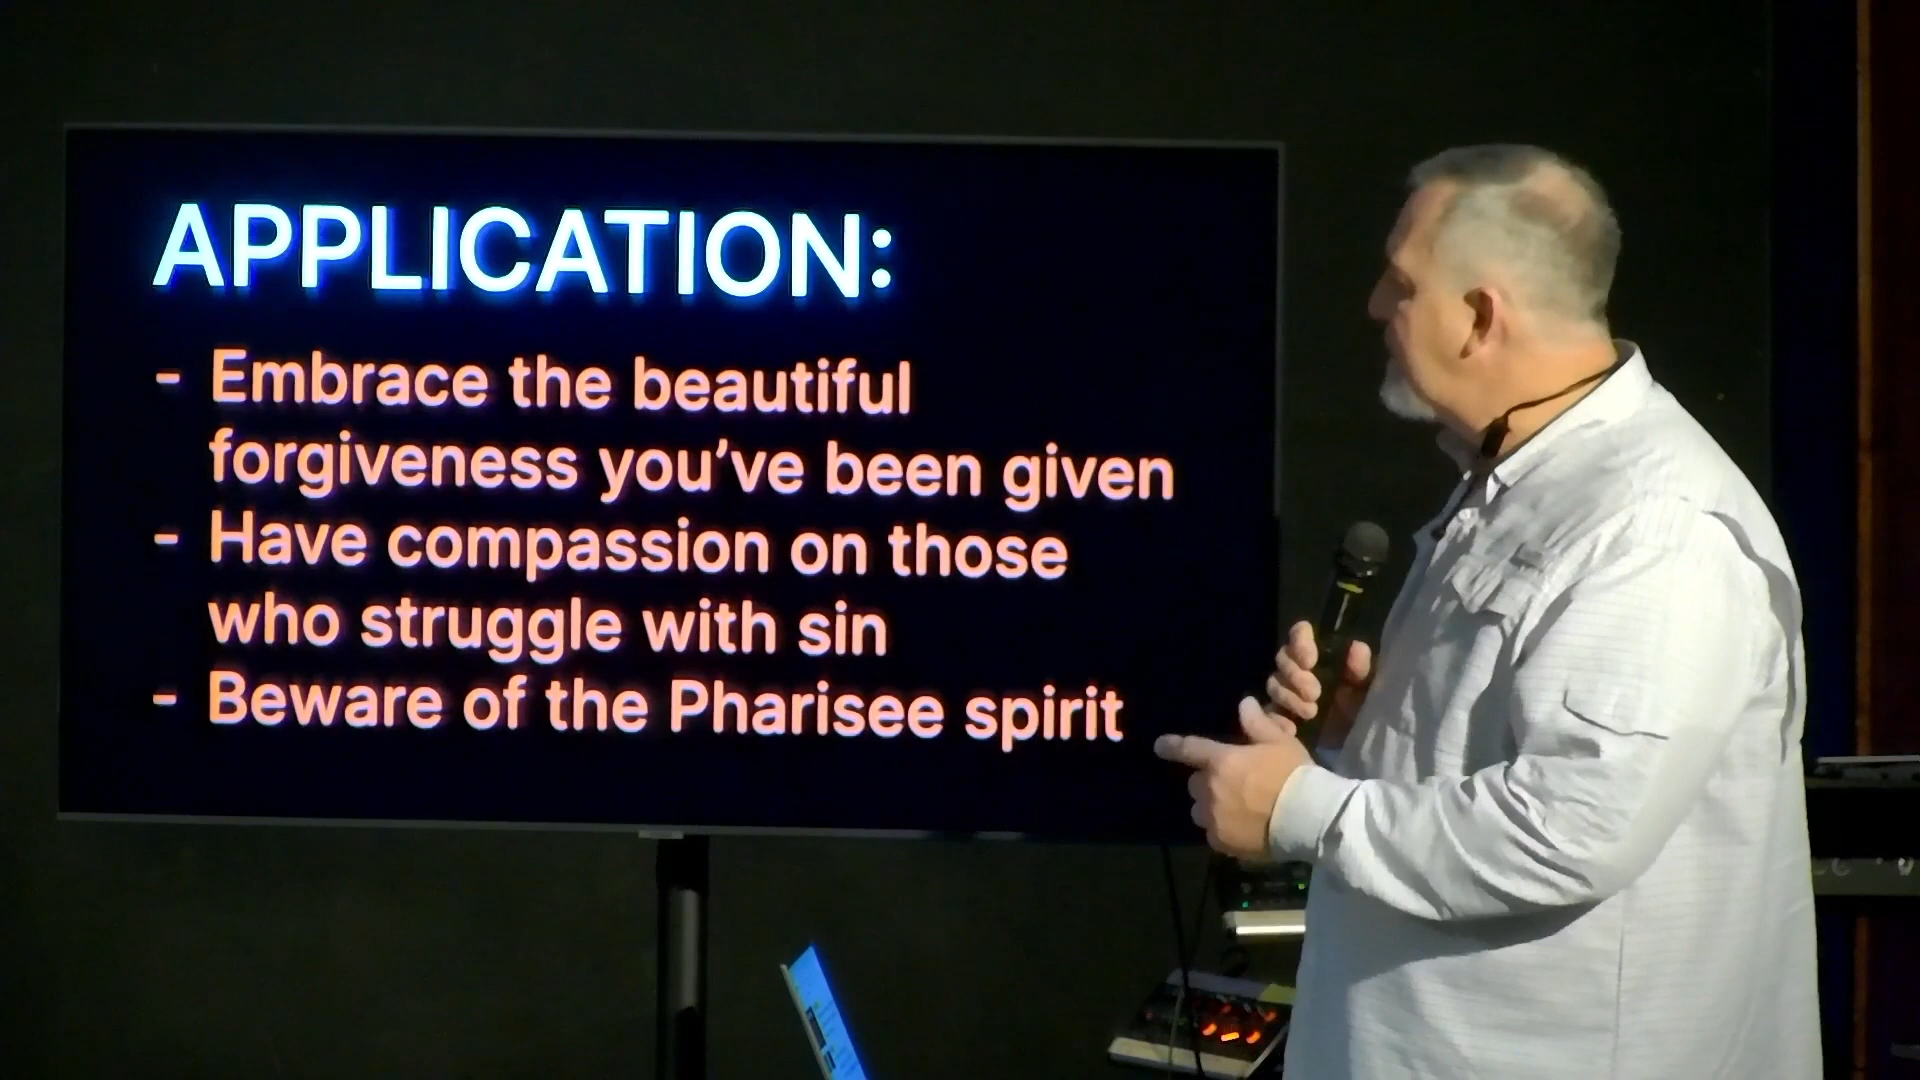 APPLICATION:
- Embrace the beautiful
forgiveness you've been given
- Have compassion on those
who struggle with sin
- Beware of the Pharisee spirit